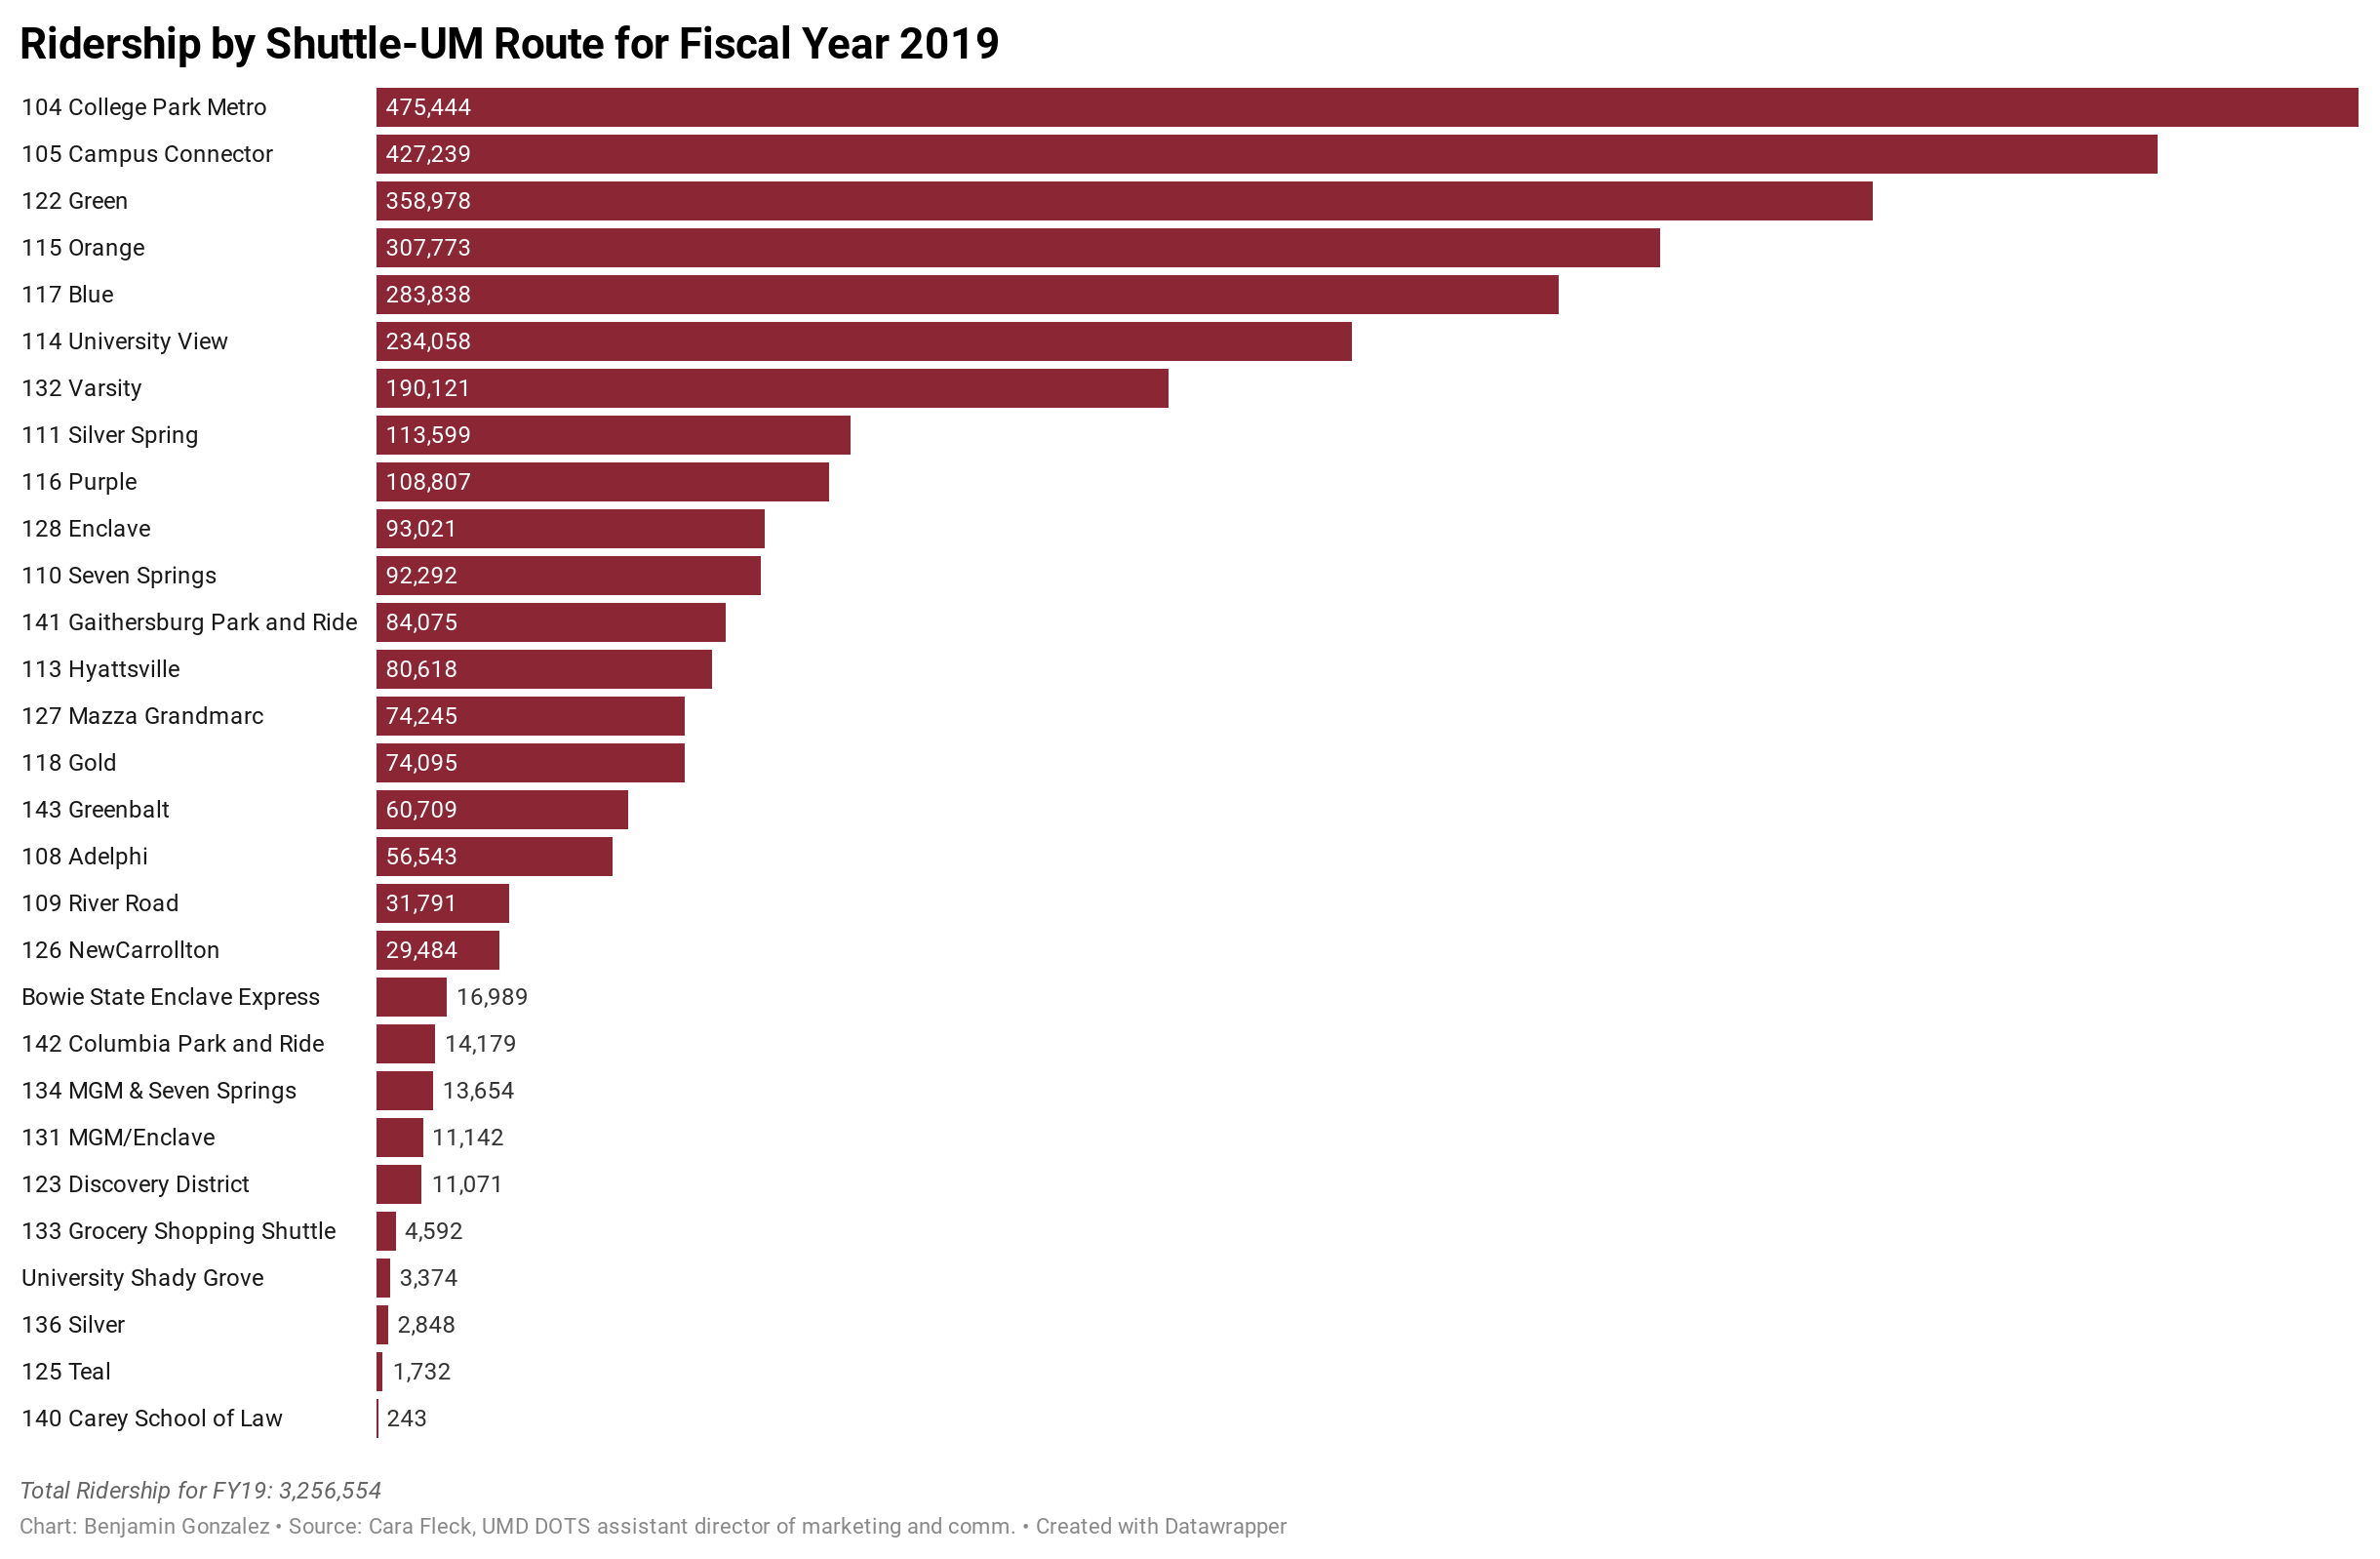 Ridership by Shuttle-UM Route for Fiscal Year 2019
104 College Park Metro 475,444
105 Campus Connector 427,239
122 Green 358,978
115 Orange 307,773
117 Blue 283,838
114 University View 234,058
132 Varsity 190,121
111 Silver Spring 113,599
116 Purple 108,807
128 Enclave 93,021
110 Seven Springs 92,292
141 Gaithersburg Park and Ride 84,075
113 Hyattsville 80,618
127 Mazza Grandmarc 74,245
118 Gold 74,095
143 Greenbalt 60,709
108 Adelphi 56,543
109 River Road 31,791
126 NewCarrollton 29,484
Bowie State Enclave Express 16,989
142 Columbia Park and Ride 14,179
134 MGM & Seven Springs 13,654
131 MGM/Enclave 11,142
123 Discovery District 11,071
133 Grocery Shopping Shuttle 4,592
University Shady Grove 3,374
136 Silver 2,848
125 Teal 1,732
140 Carey School of Law 243
Total Ridership for FY19: 3,256,554
Chart: Benjamin Gonzalez • Source: Cara Fleck, UMD DOTS assistant director of marketing and comm. • Created with Datawrapper